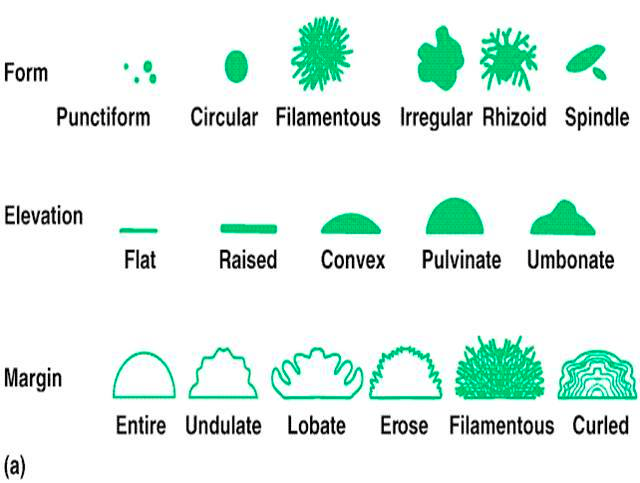 Form
Punctiform Circular Filamentous Irregular Rhizoid Spindle
Elevation
Flat Raised Convex Pulvinate Umbonate
Margin
Entire Undulate Lobate Erose Filamentous Curled
(a)